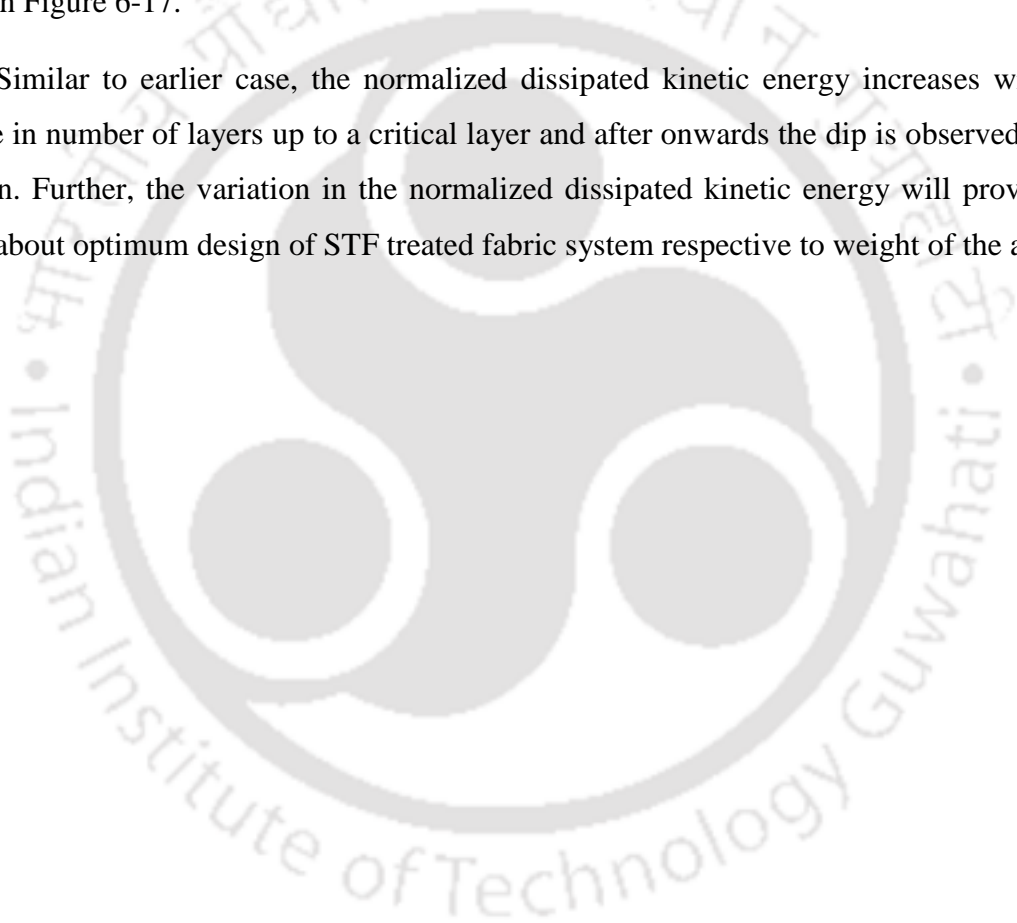 n Figure 6-17.
Similar to earlier case, the normalized dissipated kinetic energy increases w
e in number of layers up to a critical layer and after onwards the dip is observed
n. Further, the variation in the normalized dissipated kinetic energy will prov
about optimum design of STF treated fabric system respective to weight of the a
Indian Institute of Technology Guwahati